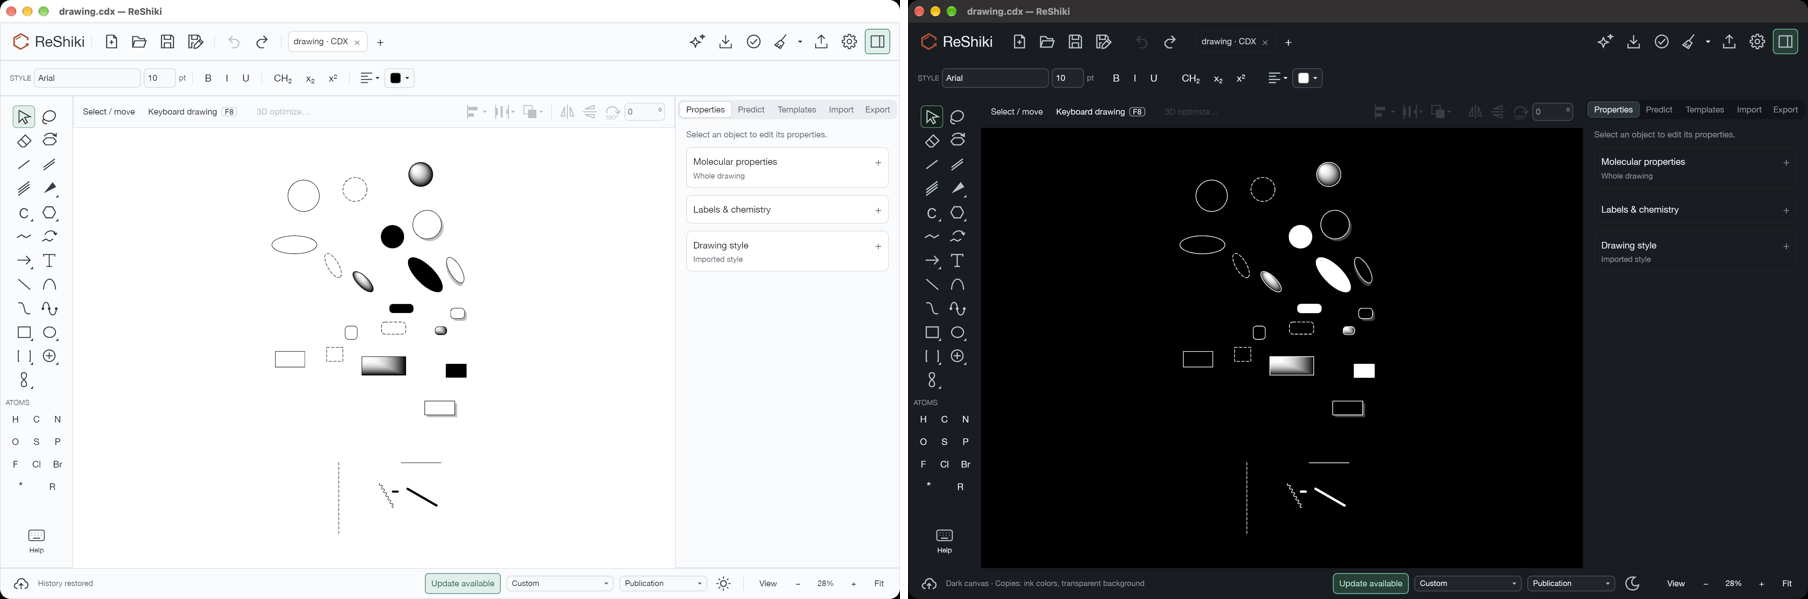 drawing.cdx — ReShiki
ReShiki
drawing · CDX × +
STYLE Arial 10 pt B I U CH₂ x₂ x²
Select / move Keyboard drawing F8 3D optimize... 180° 0 °
Properties Predict Templates Import Export
Select an object to edit its properties.
Molecular properties +
Whole drawing
Labels & chemistry +
Drawing style +
Imported style
C
T
ATOMS
H C N
O S P
F Cl Br
* R
Help
History restored Update available Custom Publication View − 28% + Fit
drawing.cdx — ReShiki
ReShiki
drawing · CDX × +
STYLE Arial 10 pt B I U CH₂ x₂ x²
Select / move Keyboard drawing F8 3D optimize... 180° 0 °
Properties Predict Templates Import Export
Select an object to edit its properties.
Molecular properties +
Whole drawing
Labels & chemistry +
Drawing style +
Imported style
C
T
ATOMS
H C N
O S P
F Cl Br
* R
Help
Dark canvas · Copies: ink colors, transparent background Update available Custom Publication View − 28% + Fit